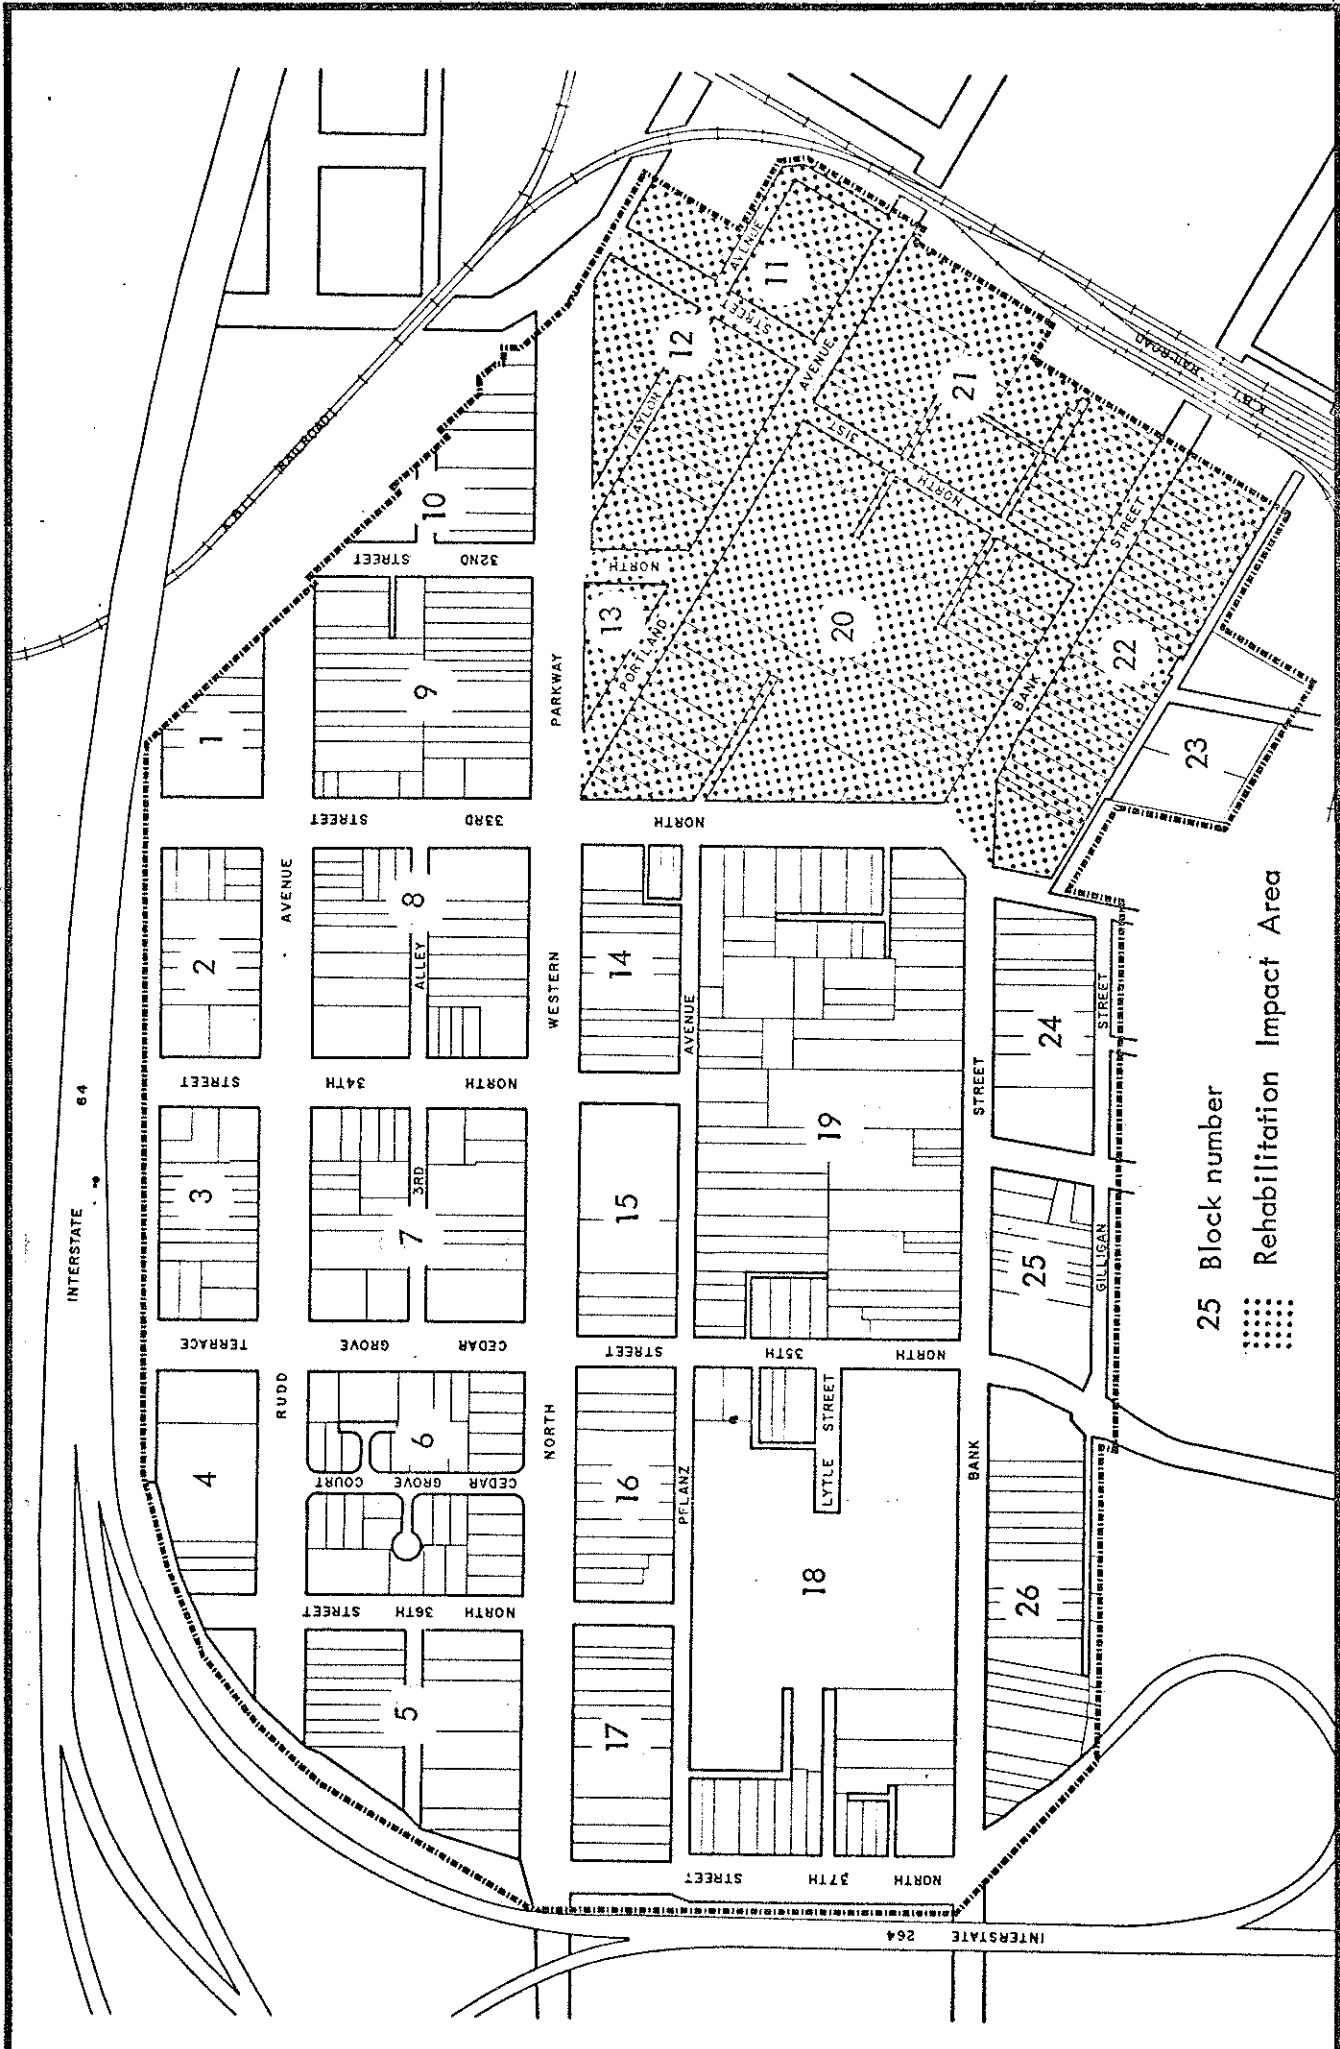 INTERSTATE 64
K & I RAILROAD
1
2
3
4
AVENUE
RUDD
STREET
TERRACE
10
9
8
7
6
5
32ND STREET
33RD STREET
NORTH 34TH STREET
CEDAR GROVE TERRACE
CEDAR GROVE COURT
NORTH 36TH STREET
ALLEY
3RD
PARKWAY
WESTERN
NORTH
12
11
13
14
15
16
17
TAYLOR AVENUE
STREET
NORTH
PORTLAND AVENUE
NORTH 31ST
NORTH
AVENUE
PFLANZ
NORTH 35TH STREET
NORTH 37TH STREET
LYTLE STREET
21
20
19
18
BANK STREET
STREET
BANK
K & I RAILROAD
22
23
24
25
26
STREET
GILLIGAN
INTERSTATE 264
25 Block number
Rehabilitation Impact Area